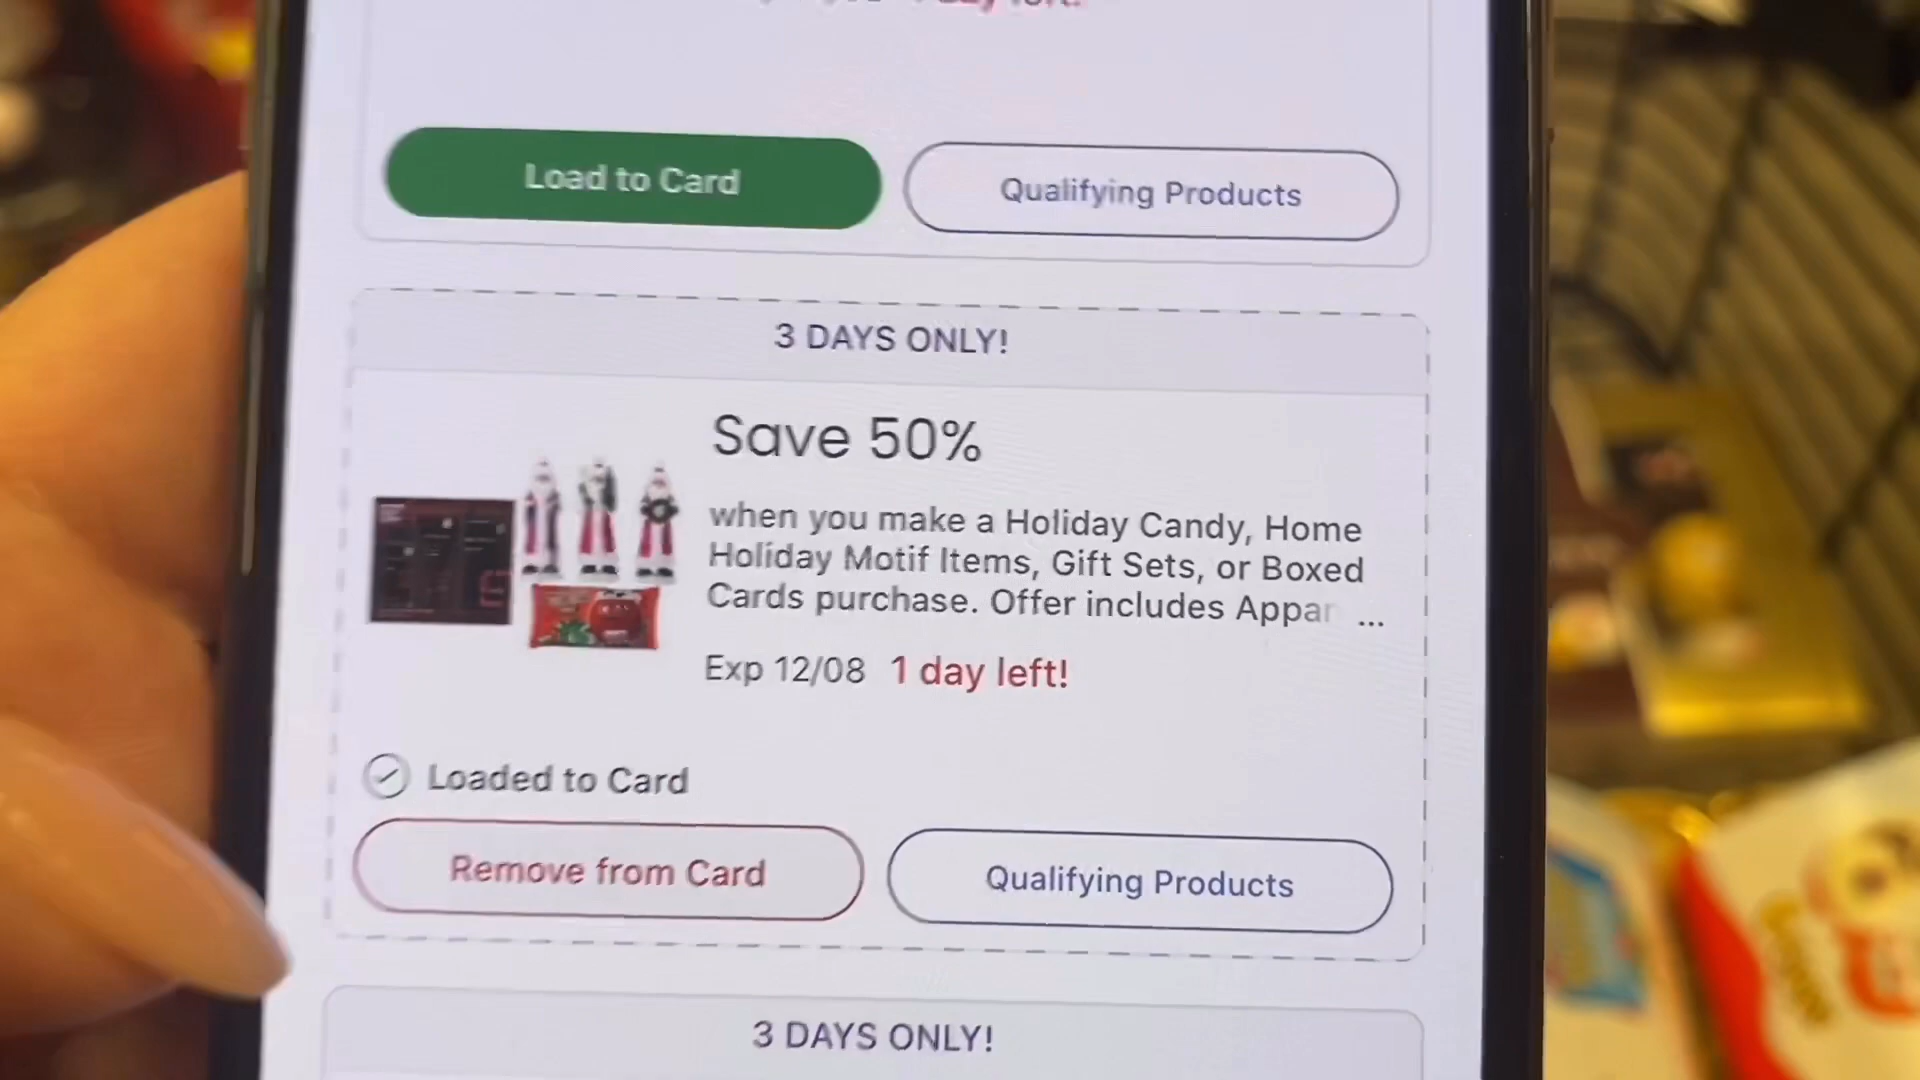 Load to Card
Qualifying Products
3 DAYS ONLY!
Save 50%
when you make a Holiday Candy, Home
Holiday Motif Items, Gift Sets, or Boxed
Cards purchase. Offer includes Appar ...
Exp 12/08 1 day left!
Loaded to Card
Remove from Card
Qualifying Products
3 DAYS ONLY!